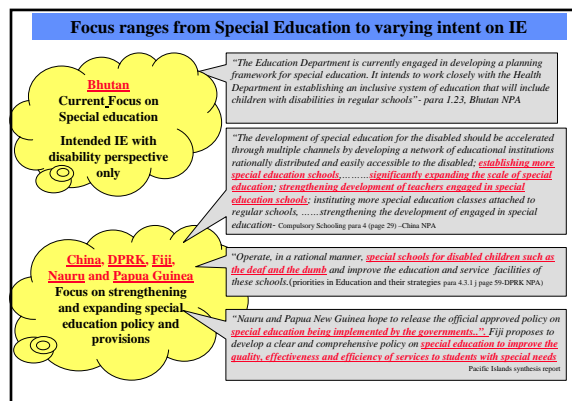 Focus ranges from Special Education to varying intent on IE
Bhutan
Current Focus on
Special education
Intended IE with
disability perspective
only
“The Education Department is currently engaged in developing a planning
framework for special education. It intends to work closely with the Health
Department in establishing an inclusive system of education that will include
children with disabilities in regular schools”- para 1.23, Bhutan NPA
“The development of special education for the disabled should be accelerated
through multiple channels by developing a network of educational institutions
rationally distributed and easily accessible to the disabled; establishing more
special education schools,………significantly expanding the scale of special
education; strengthening development of teachers engaged in special
education schools; instituting more special education classes attached to
regular schools, ……strengthening the development of engaged in special
education- Compulsory Schooling para 4 (page 29) –China NPA
China, DPRK, Fiji,
Nauru and Papua Guinea
Focus on strengthening
and expanding special
education policy and
provisions
“Operate, in a rational manner, special schools for disabled children such as
the deaf and the dumb and improve the education and service facilities of
these schools.(priorities in Education and their strategies para 4.3.1 j page 59-DPRK NPA)
“Nauru and Papua New Guinea hope to release the official approved policy on
special education being implemented by the governments..”. Fiji proposes to
develop a clear and comprehensive policy on special education to improve the
quality, effectiveness and efficiency of services to students with special needs
Pacific Islands synthesis report